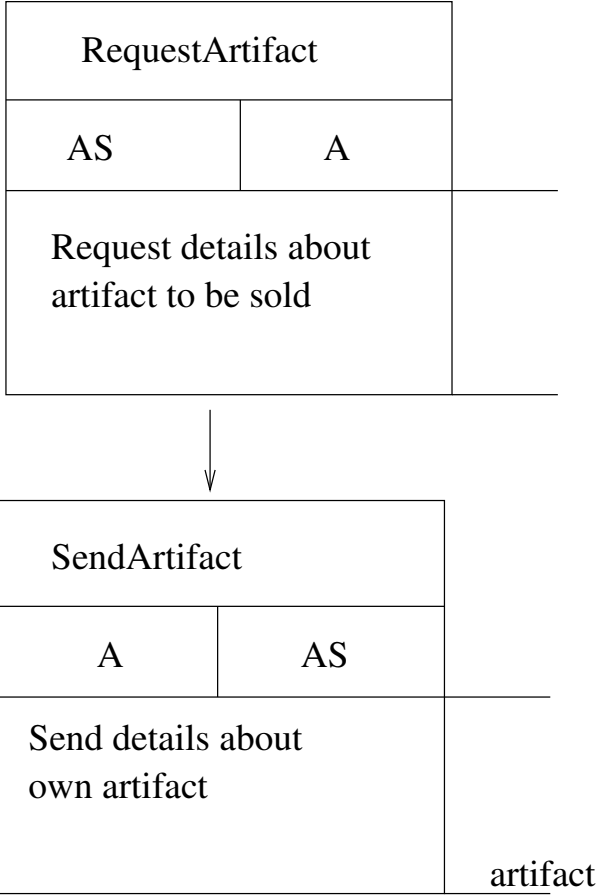 RequestArtifact
AS A
Request details about
artifact to be sold
SendArtifact
A AS
Send details about
own artifact
artifact